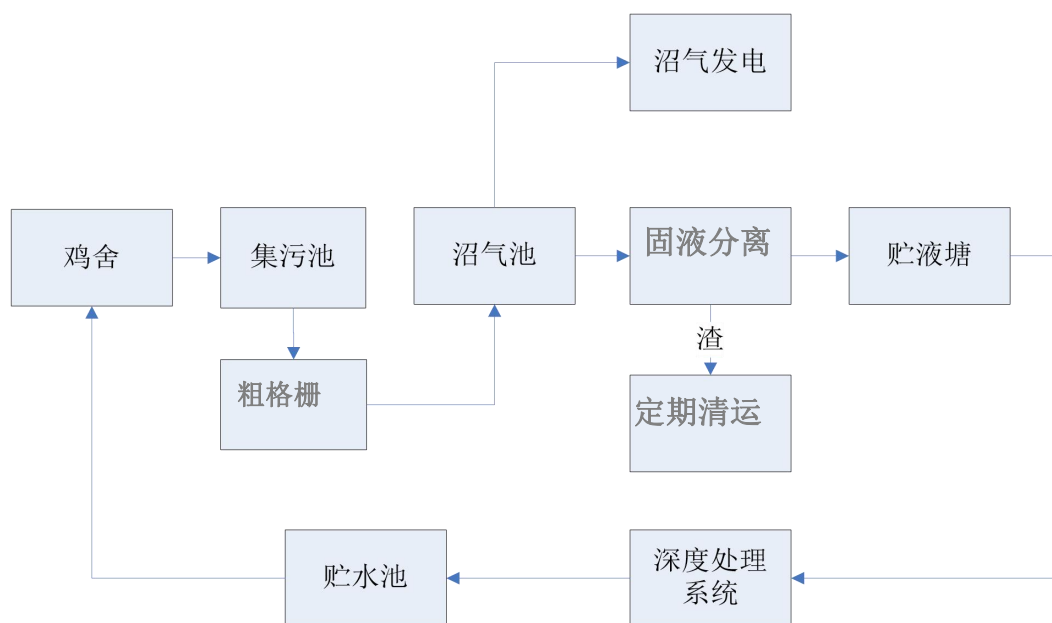 沼气发电
鸡舍
集污池
沼气池
固液分离
贮液塘
渣
粗格栅
定期清运
贮水池
深度处理
系统